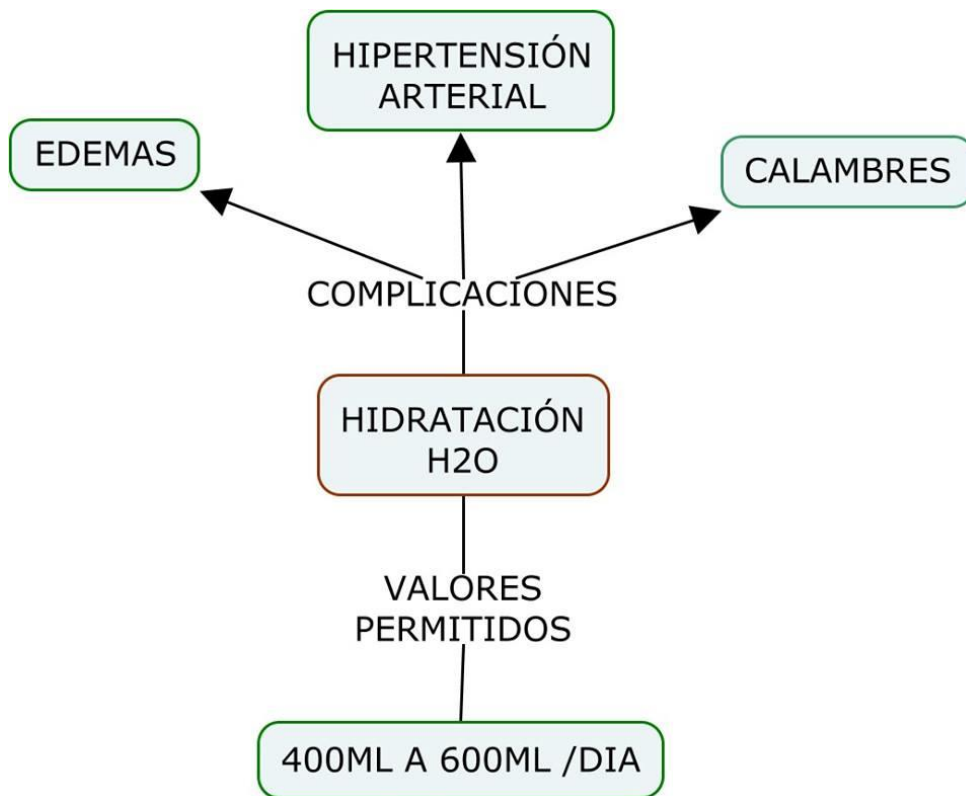 HIPERTENSIÓN
ARTERIAL
EDEMAS
CALAMBRES
COMPLICACIONES
HIDRATACIÓN
H2O
VALORES
PERMITIDOS
400ML A 600ML /DIA